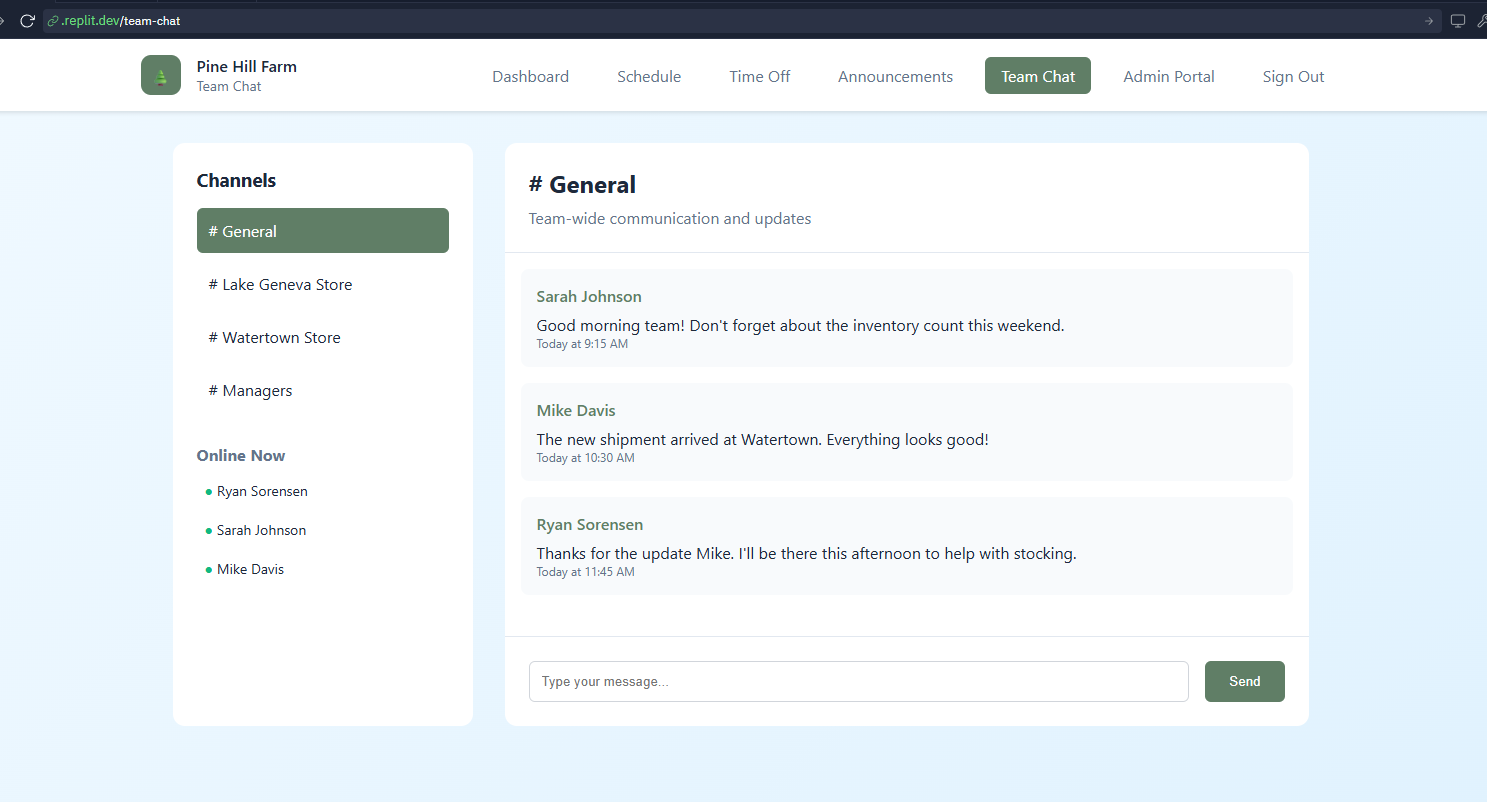 .replit.dev/team-chat
Pine Hill Farm
Team Chat
Dashboard
Schedule
Time Off
Announcements
Team Chat
Admin Portal
Sign Out
Channels
# General
# Lake Geneva Store
# Watertown Store
# Managers
Online Now
Ryan Sorensen
Sarah Johnson
Mike Davis
# General
Team-wide communication and updates
Sarah Johnson
Good morning team! Don't forget about the inventory count this weekend.
Today at 9:15 AM
Mike Davis
The new shipment arrived at Watertown. Everything looks good!
Today at 10:30 AM
Ryan Sorensen
Thanks for the update Mike. I'll be there this afternoon to help with stocking.
Today at 11:45 AM
Type your message...
Send